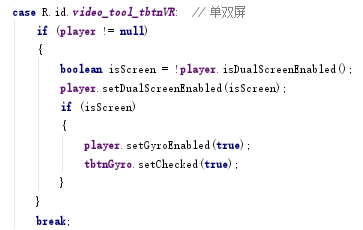 case R.id.video_tool_tbtnVR:  // 单双屏
    if (player != null)
    {
        boolean isScreen = !player.isDualScreenEnabled();
        player.setDualScreenEnabled(isScreen);
        if (isScreen)
        {
            player.setGyroEnabled(true);
            tbtnGyro.setChecked(true);
        }
    }
    break;